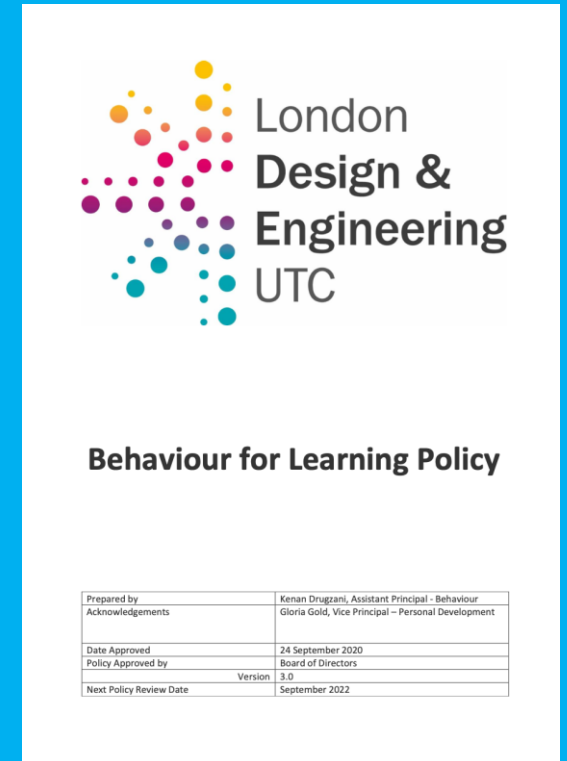 London
Design &
Engineering
UTC
Behaviour for Learning Policy
Prepared by Kenan Drugzani, Assistant Principal - Behaviour
Acknowledgements Gloria Gold, Vice Principal – Personal Development
Date Approved 24 September 2020
Policy Approved by Board of Directors
Version 3.0
Next Policy Review Date September 2022